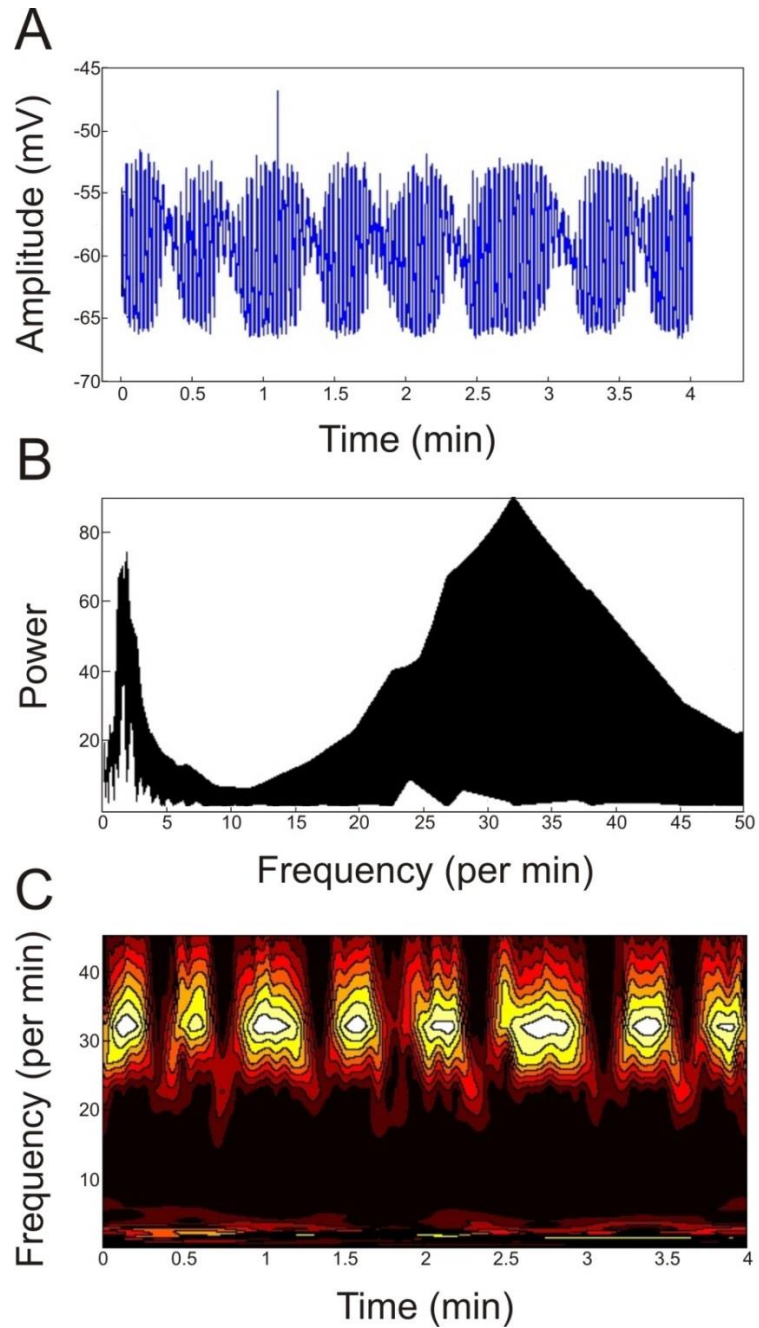 A
Amplitude (mV)
-45
-50
-55
-60
-65
-70
0 0.5 1 1.5 2 2.5 3 3.5 4
Time (min)
B
Power
80
60
40
20
0 5 10 15 20 25 30 35 40 45 50
Frequency (per min)
C
Frequency (per min)
40
30
20
10
0 0.5 1 1.5 2 2.5 3 3.5 4
Time (min)